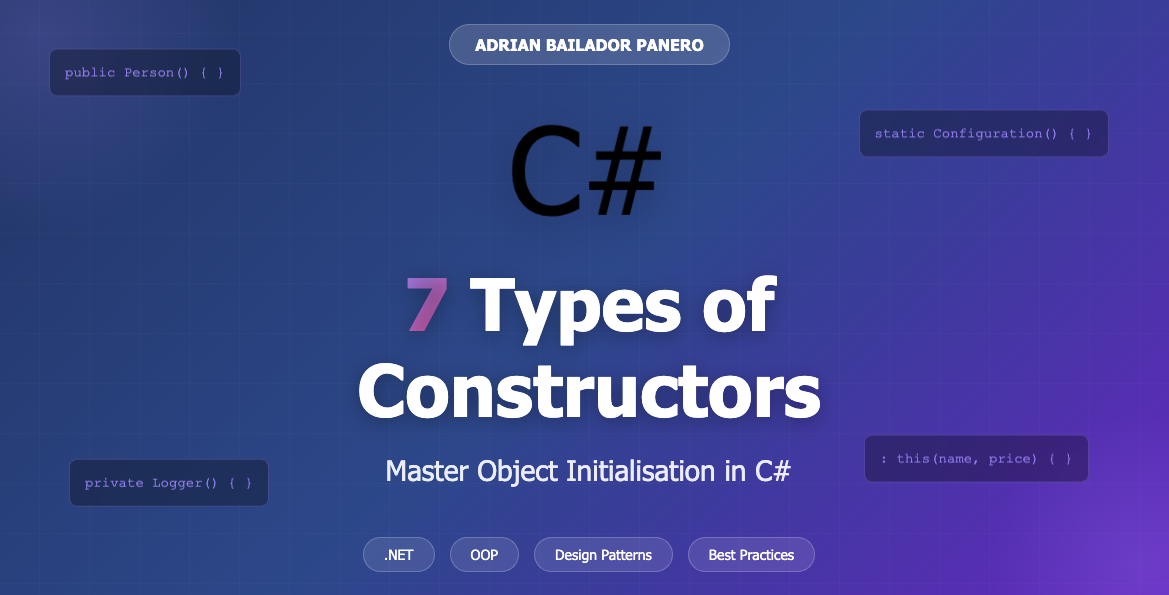 ADRIAN BAILADOR PANERO
public Person() { }
C#
static Configuration() { }
7 Types of
Constructors
: this(name, price) { }
Master Object Initialisation in C#
private Logger() { }
.NET
OOP
Design Patterns
Best Practices